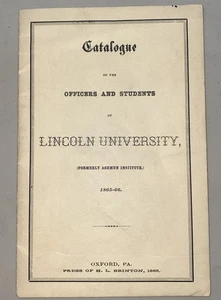 Catalogue
OF THE
OFFICERS AND STUDENTS
OF
LINCOLN UNIVERSITY,
(FORMERLY ASHMUN INSTITUTE,)
1865-66.
OXFORD, PA.
PRESS OF H. L. BRINTON, 1866.